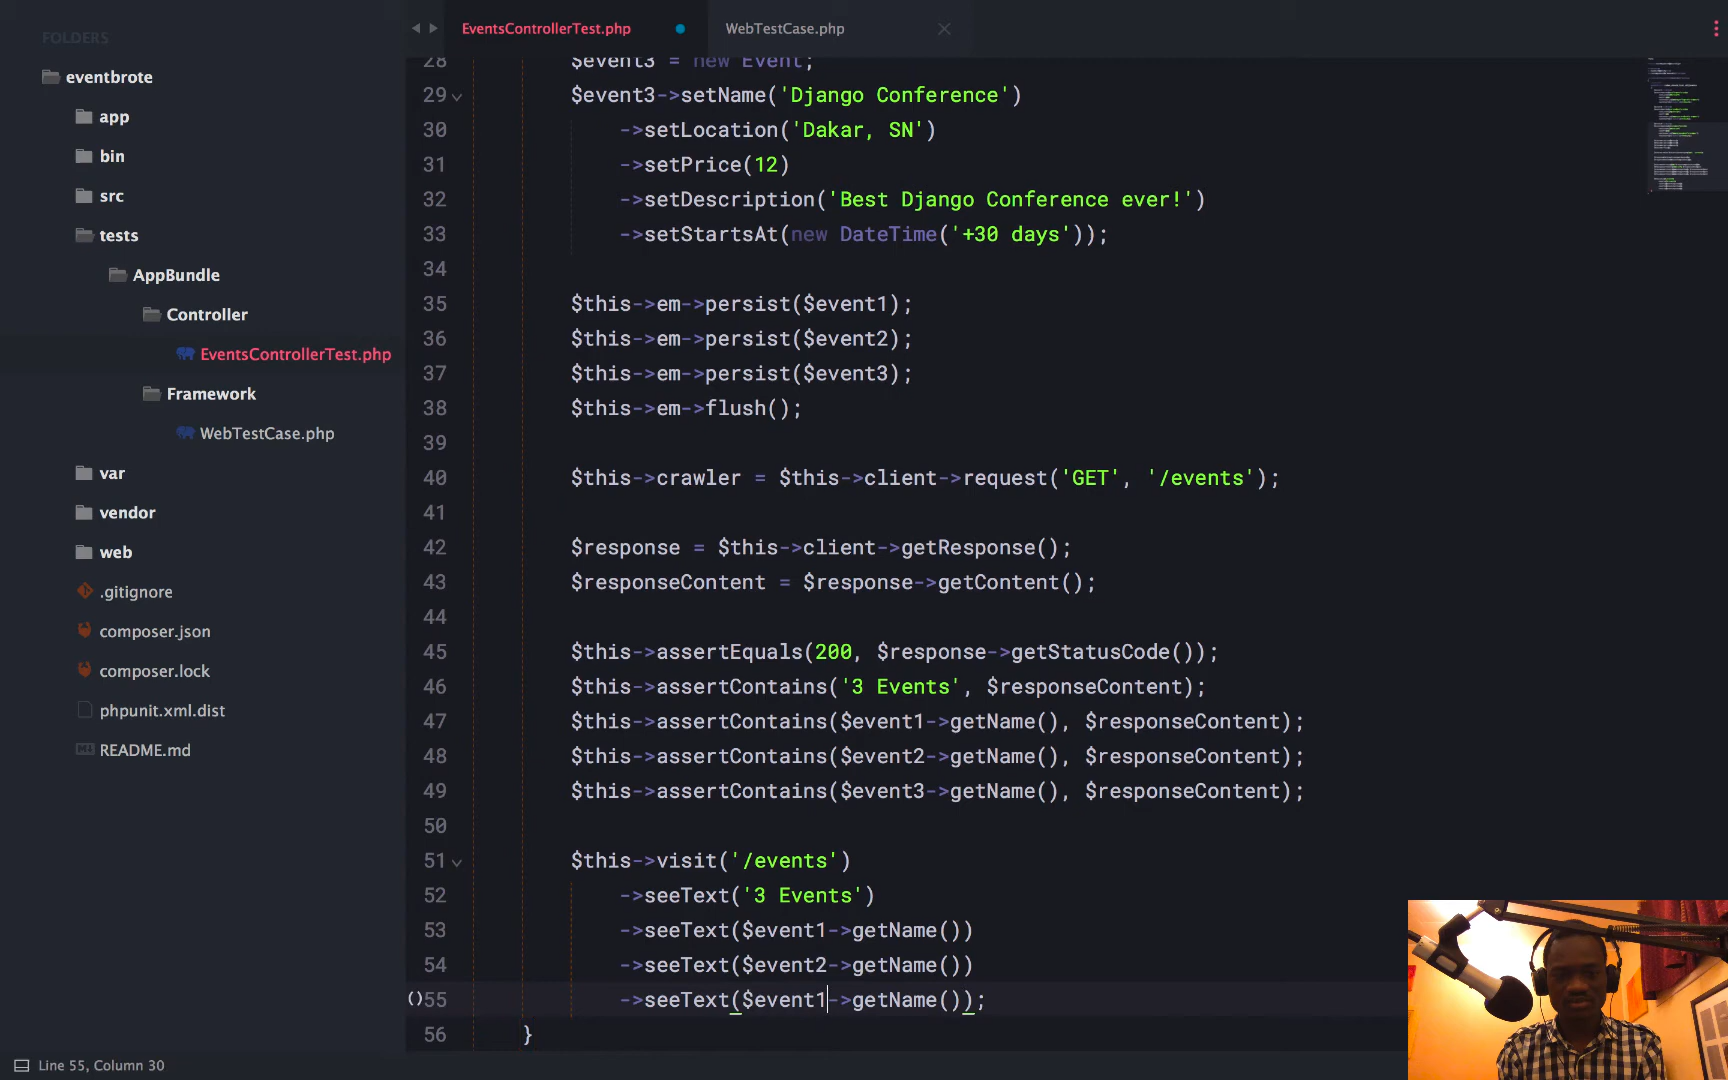 FOLDERS
eventbrote
app
bin
src
tests
AppBundle
Controller
EventsControllerTest.php
Framework
WebTestCase.php
var
vendor
web
.gitignore
composer.json
composer.lock
phpunit.xml.dist
README.md
EventsControllerTest.php WebTestCase.php
28 $event3 = new Event;
29 $event3->setName('Django Conference')
30 ->setLocation('Dakar, SN')
31 ->setPrice(12)
32 ->setDescription('Best Django Conference ever!')
33 ->setStartsAt(new DateTime('+30 days'));
34
35 $this->em->persist($event1);
36 $this->em->persist($event2);
37 $this->em->persist($event3);
38 $this->em->flush();
39
40 $this->crawler = $this->client->request('GET', '/events');
41
42 $response = $this->client->getResponse();
43 $responseContent = $response->getContent();
44
45 $this->assertEquals(200, $response->getStatusCode());
46 $this->assertContains('3 Events', $responseContent);
47 $this->assertContains($event1->getName(), $responseContent);
48 $this->assertContains($event2->getName(), $responseContent);
49 $this->assertContains($event3->getName(), $responseContent);
50
51 $this->visit('/events')
52 ->seeText('3 Events')
53 ->seeText($event1->getName())
54 ->seeText($event2->getName())
()55 ->seeText($event1->getName());
56 }
Line 55, Column 30